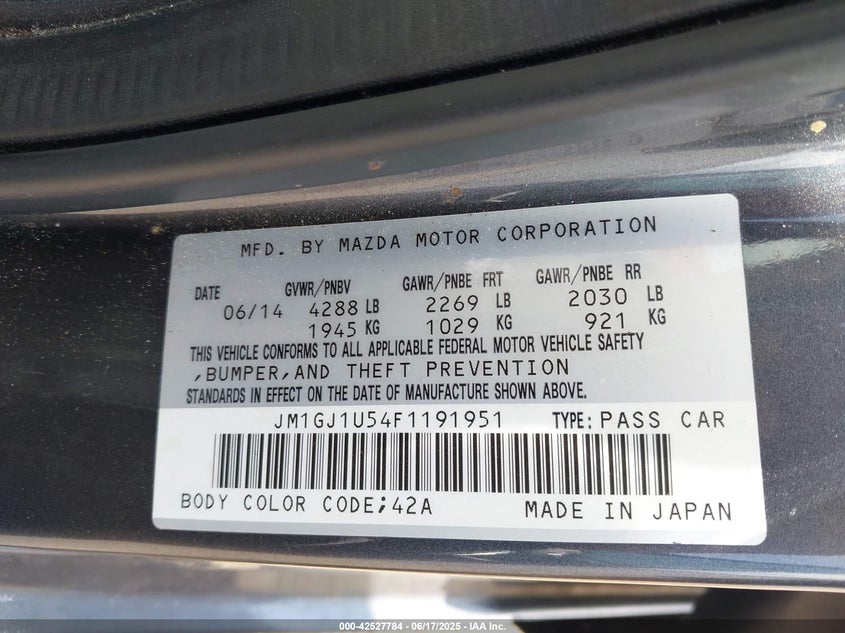 MFD. BY MAZDA MOTOR CORPORATION
DATE GVWR/PNBV GAWR/PNBE FRT GAWR/PNBE RR
06/14 4288 LB 2269 LB 2030 LB
1945 KG 1029 KG 921 KG
THIS VEHICLE CONFORMS TO ALL APPLICABLE FEDERAL MOTOR VEHICLE SAFETY
,BUMPER,AND THEFT PREVENTION
STANDARDS IN EFFECT ON THE DATE OF MANUFACTURE SHOWN ABOVE.
JM1GJ1U54F1191951 TYPE: PASS CAR
BODY COLOR CODE;42A MADE IN JAPAN
000-42527784 - 06/17/2025 - IAA Inc.